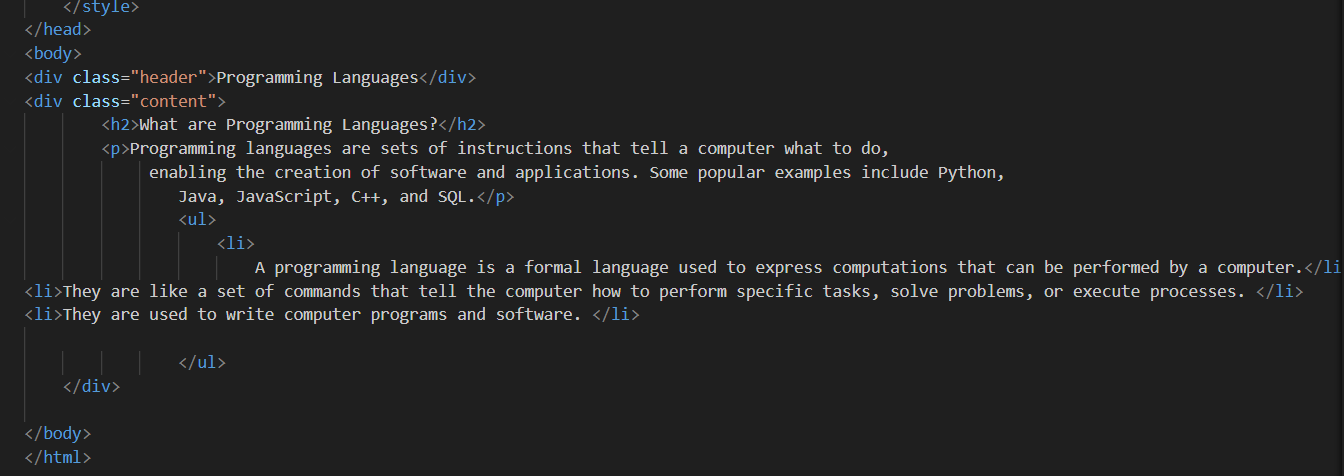 </style>
</head>
<body>
<div class="header">Programming Languages</div>
<div class="content">
<h2>What are Programming Languages?</h2>
<p>Programming languages are sets of instructions that tell a computer what to do,
enabling the creation of software and applications. Some popular examples include Python,
Java, JavaScript, C++, and SQL.</p>
<ul>
<li>
A programming language is a formal language used to express computations that can be performed by a computer.</li
<li>They are like a set of commands that tell the computer how to perform specific tasks, solve problems, or execute processes. </li>
<li>They are used to write computer programs and software. </li>
</ul>
</div>
</body>
</html>